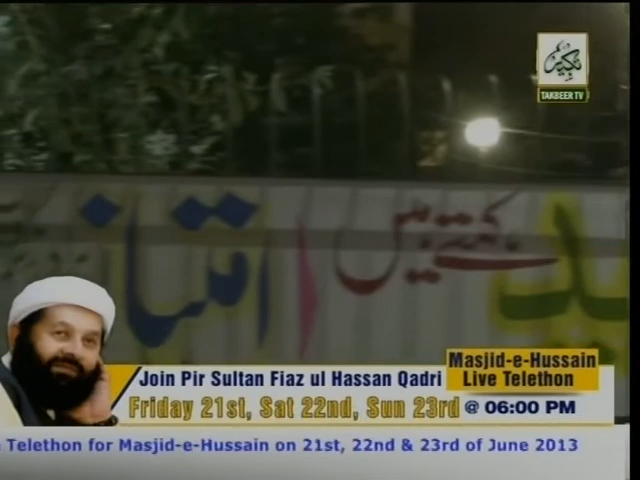 تکبیر
TAKBEER TV
Masjid-e-Hussain
Live Telethon
Join Pir Sultan Fiaz ul Hassan Qadri
Friday 21st, Sat 22nd, Sun 23rd @ 06:00 PM
Telethon for Masjid-e-Hussain on 21st, 22nd & 23rd of June 2013